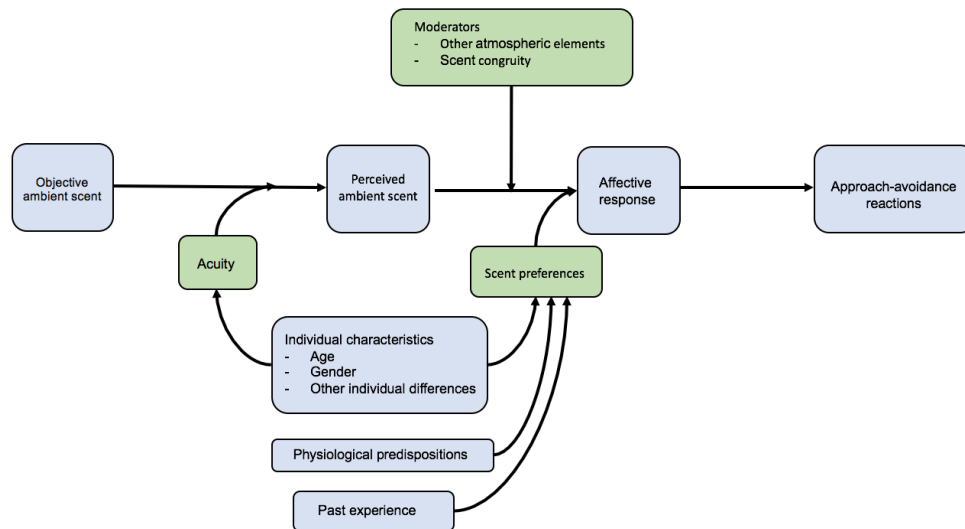 Moderators
- Other atmospheric elements
- Scent congruity
Objective
ambient scent
Perceived
ambient scent
Affective
response
Approach-avoidance
reactions
Acuity
Scent preferences
Individual characteristics
- Age
- Gender
- Other individual differences
Physiological predispositions
Past experience